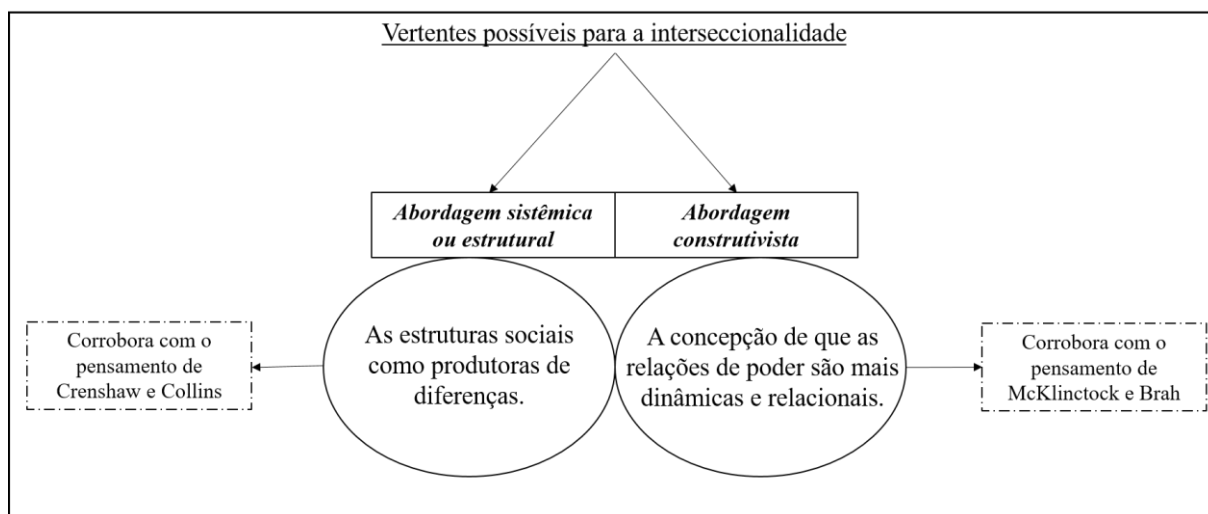 Vertentes possíveis para a interseccionalidade
Abordagem sistêmica
ou estrutural
Abordagem
construtivista
Corrobora com o
pensamento de
Crenshaw e Collins
As estruturas sociais
como produtoras de
diferenças.
A concepção de que as
relações de poder são mais
dinâmicas e relacionais.
Corrobora com o
pensamento de
McKlinctock e Brah